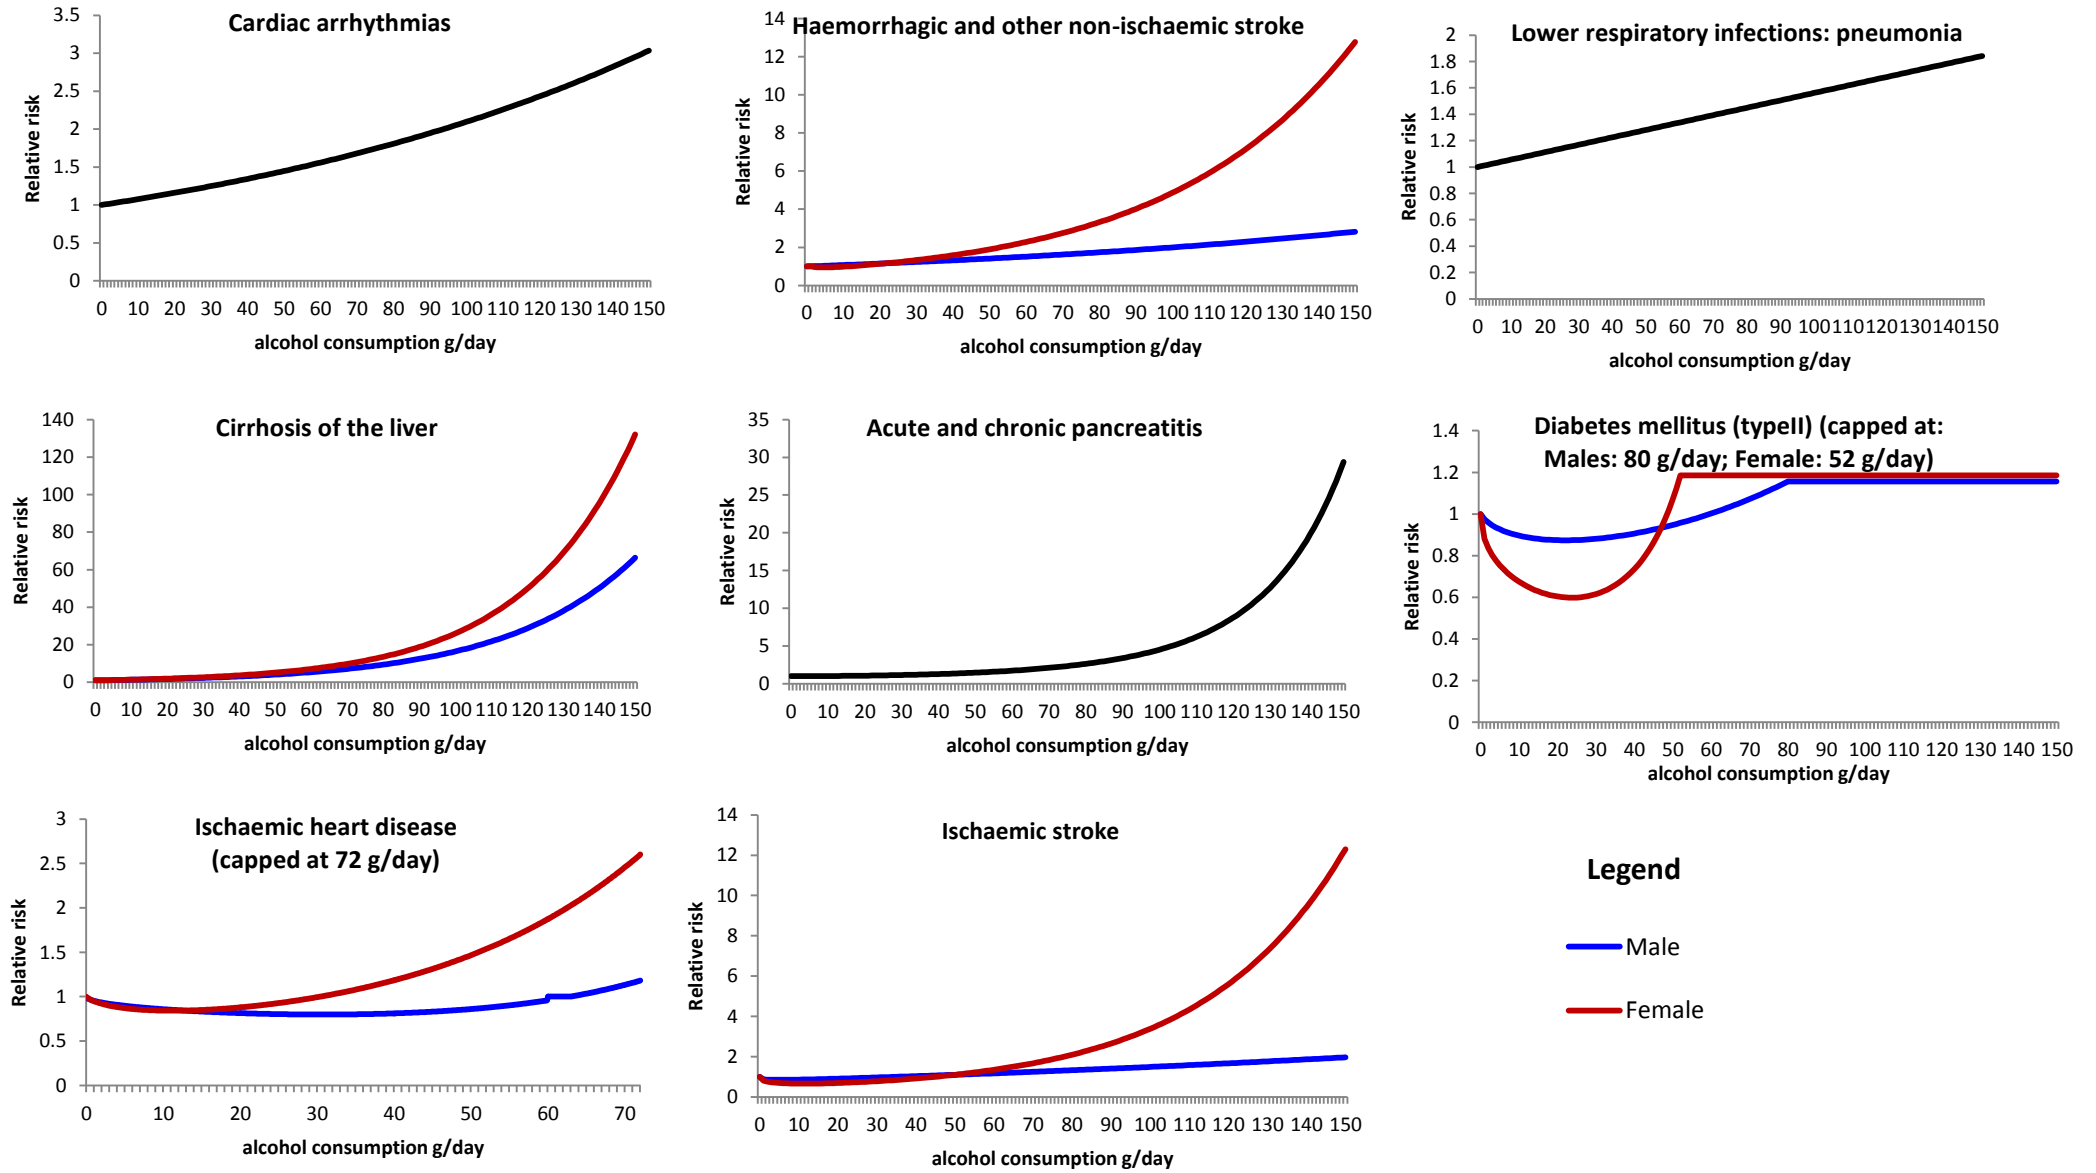 Cardiac arrhythmias
3.5
3
2.5
2
1.5
1
0.5
0
Relative risk
0 10 20 30 40 50 60 70 80 90 100 110 120 130 140 150
alcohol consumption g/day
Haemorrhagic and other non-ischaemic stroke
14
12
10
8
6
4
2
0
Relative risk
0 10 20 30 40 50 60 70 80 90 100 110 120 130 140 150
alcohol consumption g/day
Lower respiratory infections: pneumonia
2
1.8
1.6
1.4
1.2
1
0.8
0.6
0.4
0.2
0
Relative risk
0 10 20 30 40 50 60 70 80 90 100 110 120 130 140 150
alcohol consumption g/day
Cirrhosis of the liver
140
120
100
80
60
40
20
0
Relative risk
0 10 20 30 40 50 60 70 80 90 100 110 120 130 140 150
alcohol consumption g/day
Acute and chronic pancreatitis
35
30
25
20
15
10
5
0
Relative risk
0 10 20 30 40 50 60 70 80 90 100 110 120 130 140 150
alcohol consumption g/day
Diabetes mellitus (typeII) (capped at:
Males: 80 g/day; Female: 52 g/day)
1.4
1.2
1
0.8
0.6
0.4
0.2
0
Relative risk
0 10 20 30 40 50 60 70 80 90 100 110 120 130 140 150
alcohol consumption g/day
Ischaemic heart disease
(capped at 72 g/day)
3
2.5
2
1.5
1
0.5
0
Relative risk
0 10 20 30 40 50 60 70
alcohol consumption g/day
Ischaemic stroke
14
12
10
8
6
4
2
0
Relative risk
0 10 20 30 40 50 60 70 80 90 100 110 120 130 140 150
alcohol consumption g/day
Legend
Male
Female